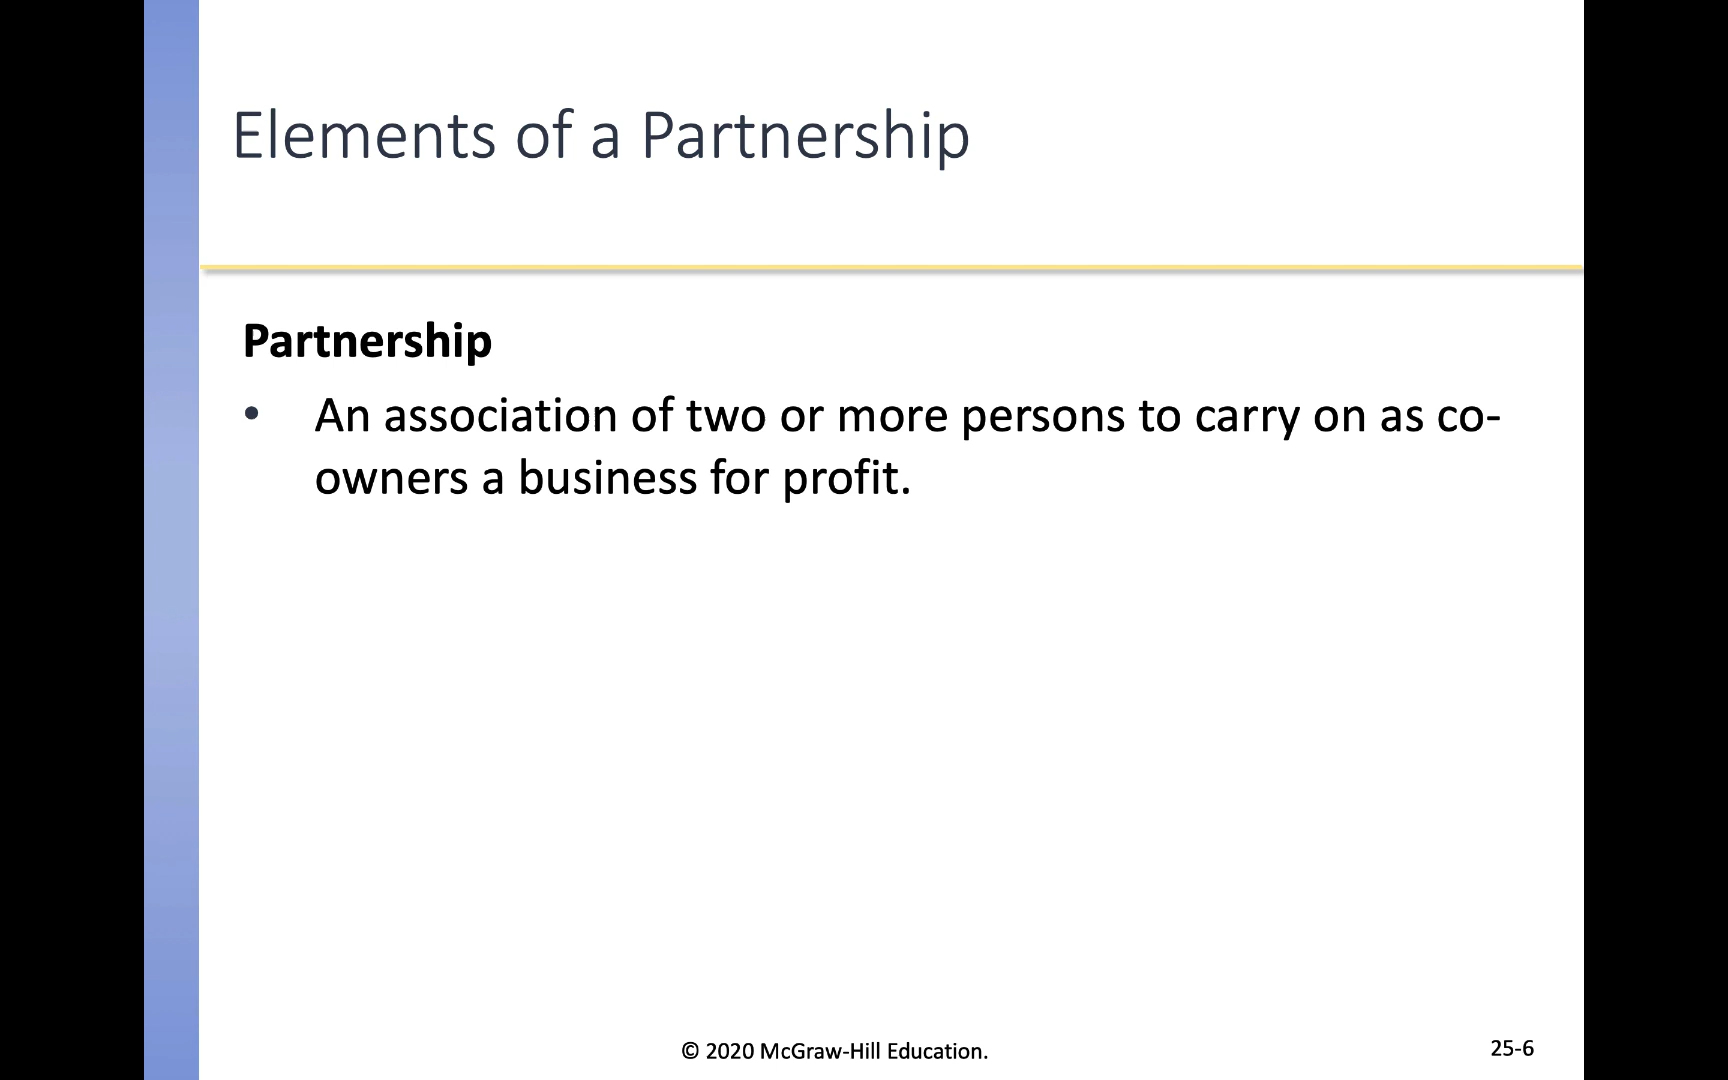 Elements of a Partnership
Partnership
• An association of two or more persons to carry on as co-
owners a business for profit.
© 2020 McGraw-Hill Education.
25-6